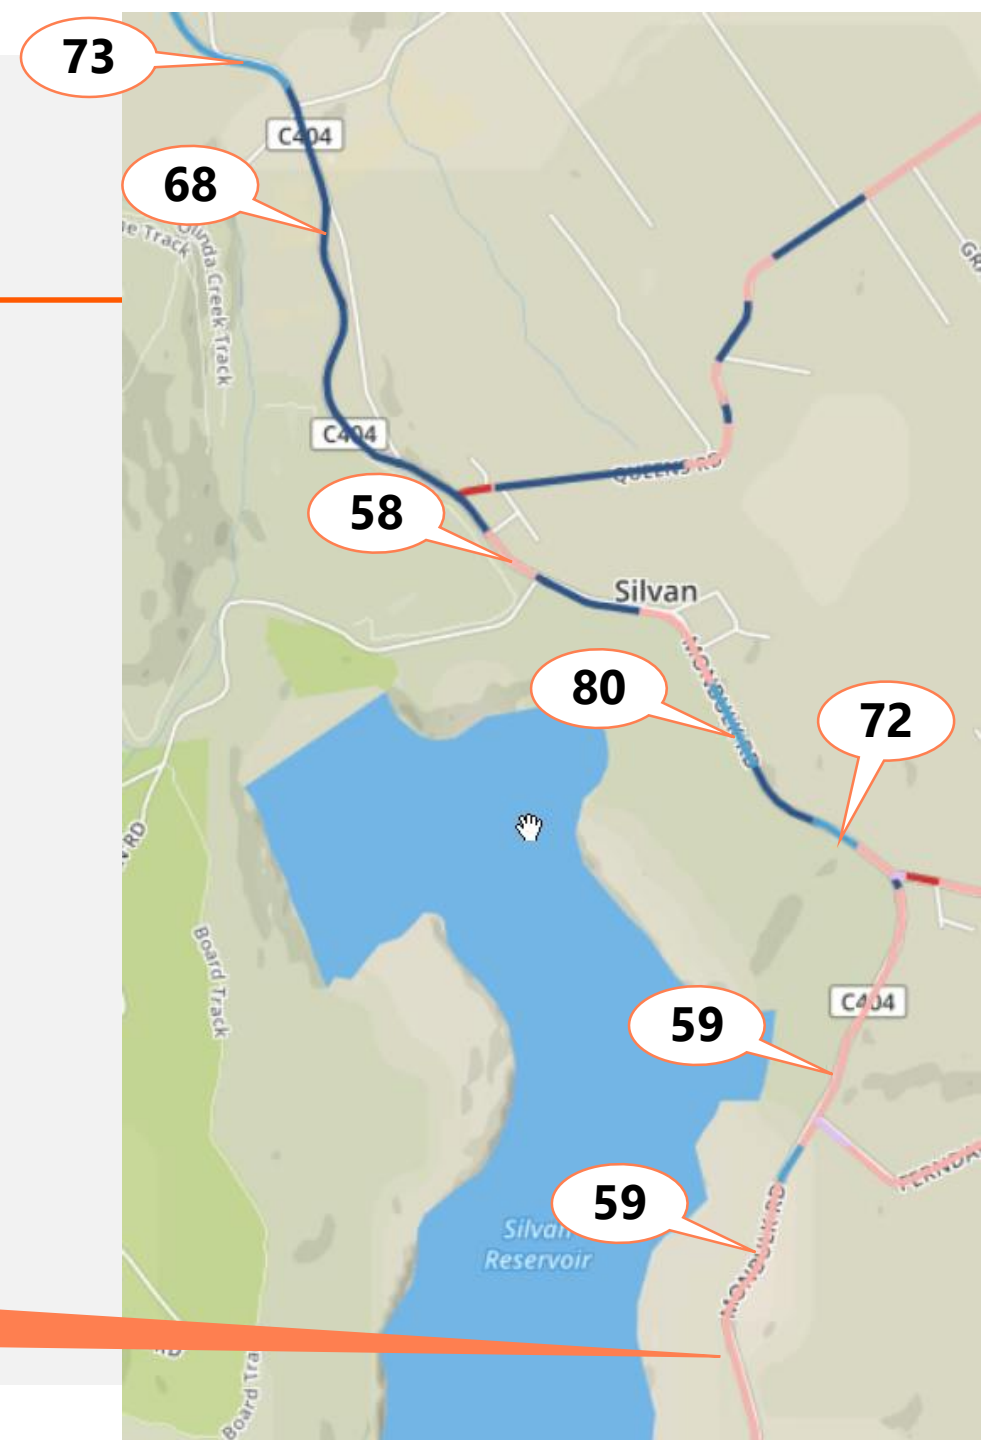 73
C404
68
Olinda Creek Track
C404
QUEENS RD
58
Silvan
MONBULK RD
80
72
Board Track
C404
59
59
Silvan
Reservoir
MONBULK RD